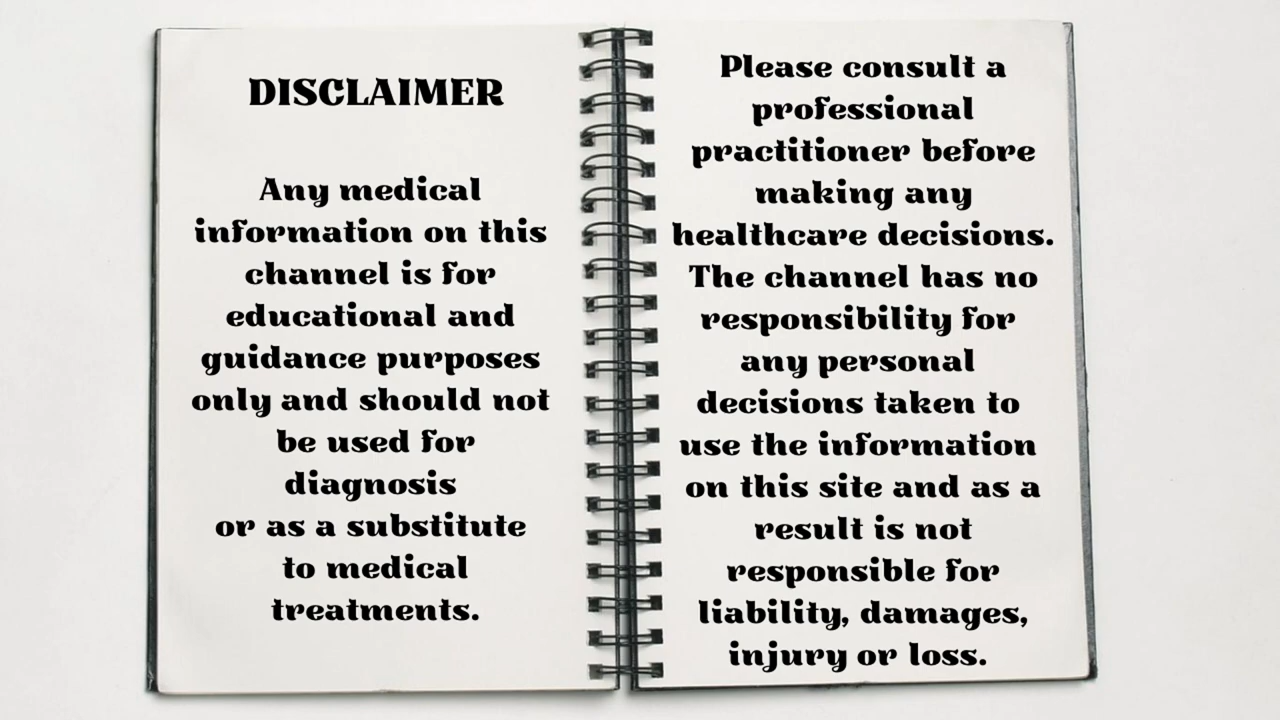 DISCLAIMER
Any medical
information on this
channel is for
educational and
guidance purposes
only and should not
be used for
diagnosis
or as a substitute
to medical
treatments.
Please consult a
professional
practitioner before
making any
healthcare decisions.
The channel has no
responsibility for
any personal
decisions taken to
use the information
on this site and as a
result is not
responsible for
liability, damages,
injury or loss.